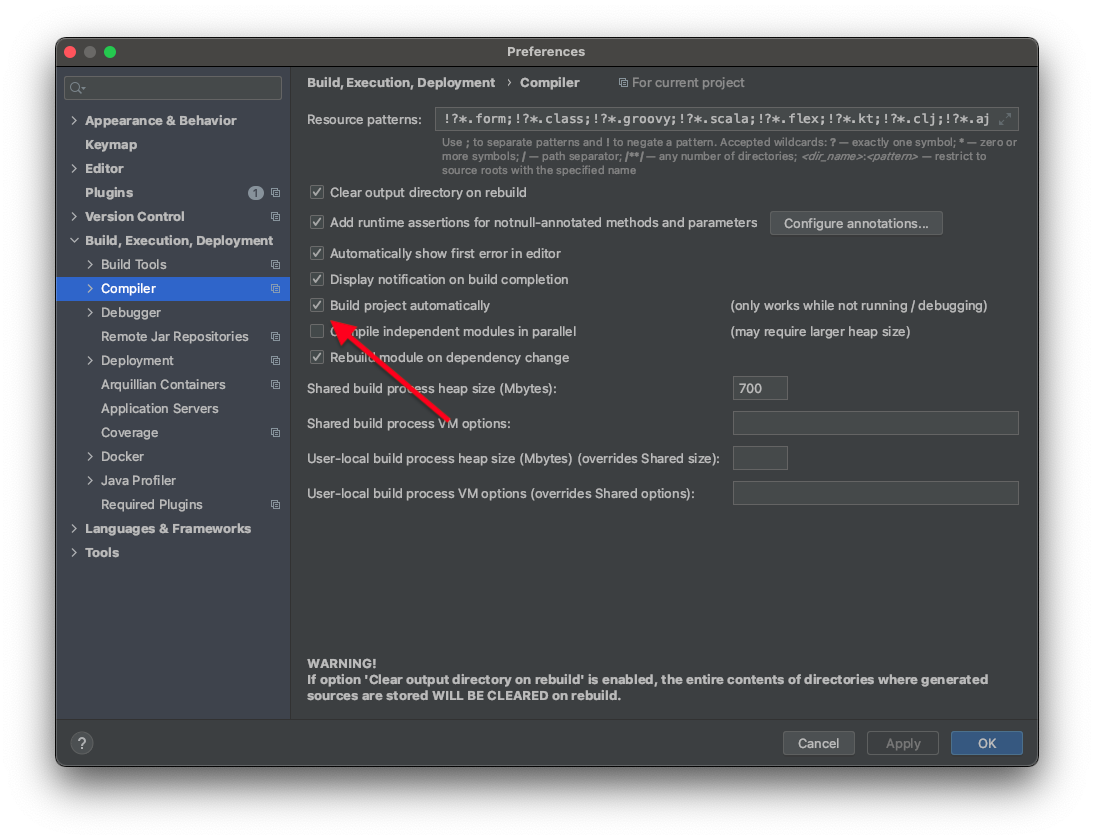 Preferences
Appearance & Behavior
Keymap
Editor
Plugins 1
Version Control
Build, Execution, Deployment
Build Tools
Compiler
Debugger
Remote Jar Repositories
Deployment
Arquillian Containers
Application Servers
Coverage
Docker
Java Profiler
Required Plugins
Languages & Frameworks
Tools
Build, Execution, Deployment › Compiler For current project
Resource patterns: !?*.form;!?*.class;!?*.groovy;!?*.scala;!?*.flex;!?*.kt;!?*.clj;!?*.aj
Use ; to separate patterns and ! to negate a pattern. Accepted wildcards: ? — exactly one symbol; * — zero or
more symbols; / — path separator; /**/ — any number of directories; <dir_name>:<pattern> — restrict to
source roots with the specified name
Clear output directory on rebuild
Add runtime assertions for notnull-annotated methods and parameters Configure annotations...
Automatically show first error in editor
Display notification on build completion
Build project automatically (only works while not running / debugging)
Compile independent modules in parallel (may require larger heap size)
Rebuild module on dependency change
Shared build process heap size (Mbytes): 700
Shared build process VM options:
User-local build process heap size (Mbytes) (overrides Shared size):
User-local build process VM options (overrides Shared options):
WARNING!
If option 'Clear output directory on rebuild' is enabled, the entire contents of directories where generated
sources are stored WILL BE CLEARED on rebuild.
? Cancel Apply OK